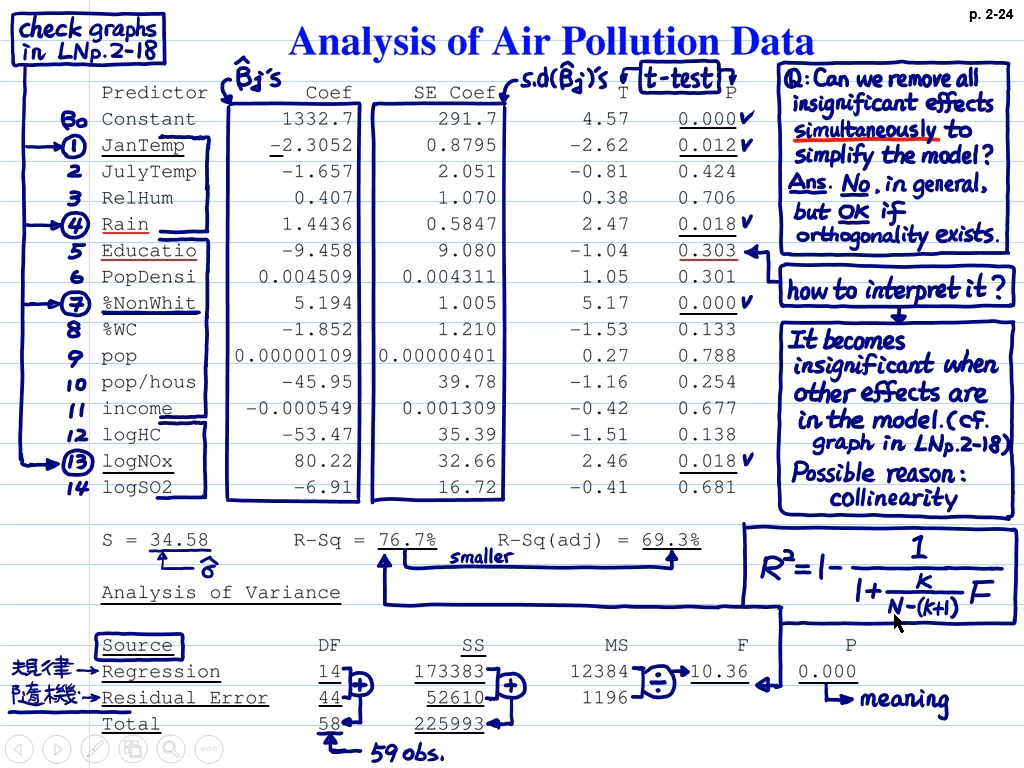 p. 2-24
check graphs
in LNp.2-18
Analysis of Air Pollution Data
β̂j's
s.d(β̂j)'s
t-test
Predictor Coef SE Coef T P
β0 Constant 1332.7 291.7 4.57 0.000 ✓
① JanTemp -2.3052 0.8795 -2.62 0.012 ✓
2 JulyTemp -1.657 2.051 -0.81 0.424
3 RelHum 0.407 1.070 0.38 0.706
④ Rain 1.4436 0.5847 2.47 0.018 ✓
5 Educatio -9.458 9.080 -1.04 0.303
6 PopDensi 0.004509 0.004311 1.05 0.301
⑦ %NonWhit 5.194 1.005 5.17 0.000 ✓
8 %WC -1.852 1.210 -1.53 0.133
9 pop 0.00000109 0.00000401 0.27 0.788
10 pop/hous -45.95 39.78 -1.16 0.254
11 income -0.000549 0.001309 -0.42 0.677
12 logHC -53.47 35.39 -1.51 0.138
⑬ logNOx 80.22 32.66 2.46 0.018 ✓
14 logSO2 -6.91 16.72 -0.41 0.681
Q: Can we remove all
insignificant effects
simultaneously to
simplify the model?
Ans. No, in general,
but OK if
orthogonality exists.
how to interpret it?
It becomes
insignificant when
other effects are
in the model. (cf.
graph in LNp.2-18)
Possible reason:
collinearity
S = 34.58 R-Sq = 76.7% R-Sq(adj) = 69.3%
σ̂
smaller
R²=1- 1 / (1+ K / (N-(K+1)) F)
Analysis of Variance
Source DF SS MS F P
規律 Regression 14 173383 12384 10.36 0.000
隨機 Residual Error 44 52610 1196
Total 58 225993
+
+
÷
meaning
59 obs.